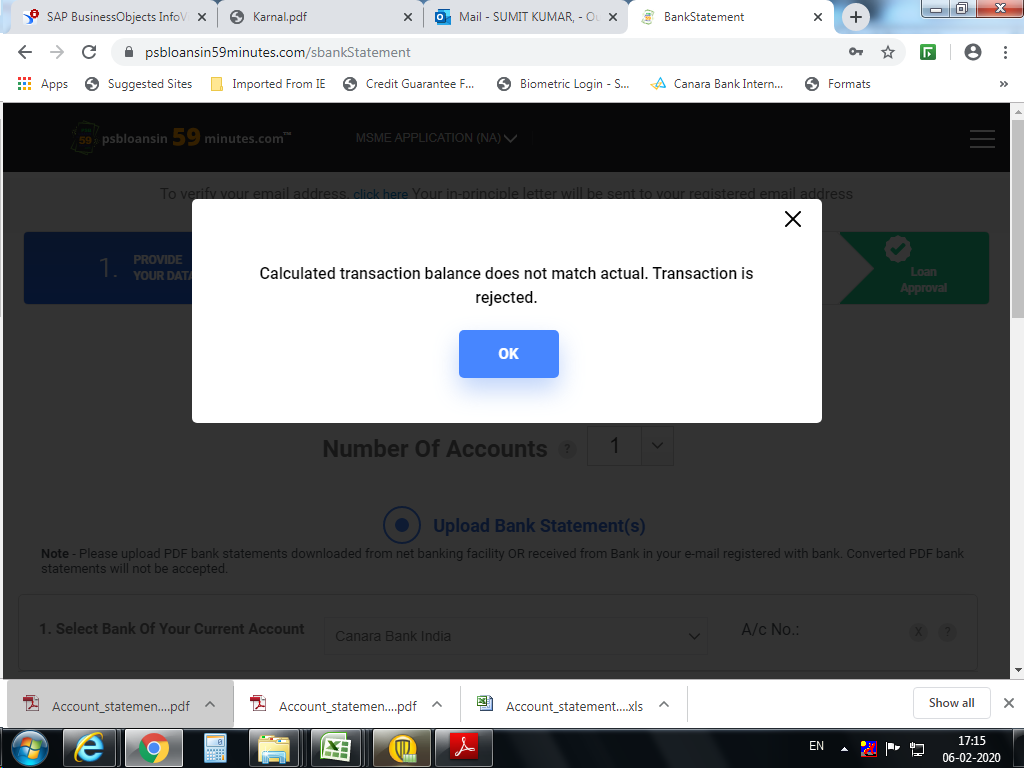 SAP BusinessObjects InfoV
Karnal.pdf
Mail - SUMIT KUMAR, - Ou
BankStatement
psbloansin59minutes.com/sbankStatement
Apps
Suggested Sites
Imported From IE
Credit Guarantee F...
Biometric Login - S...
Canara Bank Intern...
Formats
»
psbloansin 59 minutes.com™
MSME APPLICATION (NA)
To verify your email address, click here Your in-principle letter will be sent to your registered email address
1. PROVIDE
YOUR DATA
Loan
Approval
Calculated transaction balance does not match actual. Transaction is
rejected.
OK
Number Of Accounts ? 1
Upload Bank Statement(s)
Note - Please upload PDF bank statements downloaded from net banking facility OR received from Bank in your e-mail registered with bank. Converted PDF bank
statements will not be accepted.
1. Select Bank Of Your Current Account
Canara Bank India
A/c No.:
X ?
Account_statemen....pdf
Account_statemen....pdf
Account_statement....xls
Show all
EN
17:15
06-02-2020